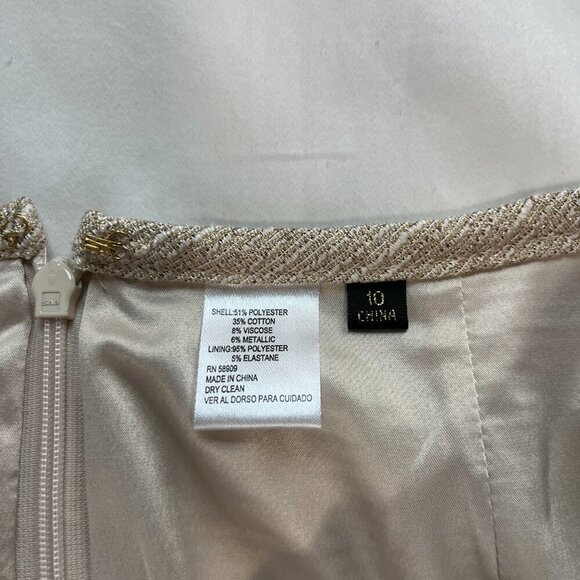 SHELL:51% POLYESTER
35% COTTON
8% VISCOSE
6% METALLIC
LINING:95% POLYESTER
5% ELASTANE
RN 56909
MADE IN CHINA
DRY CLEAN
VER AL DORSO PARA CUIDADO
10
CHINA